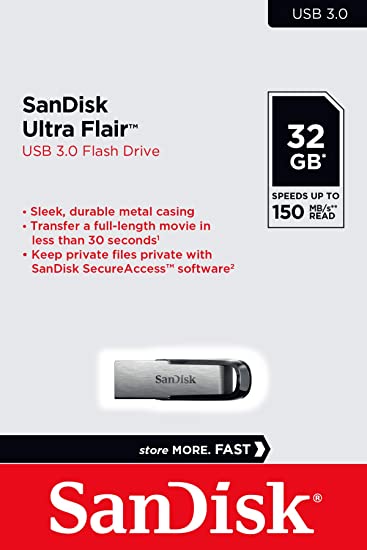 USB 3.0
SanDisk
Ultra Flair™
USB 3.0 Flash Drive
32
GB*
SPEEDS UP TO
150 MB/s** READ
• Sleek, durable metal casing
• Transfer a full-length movie in
less than 30 seconds¹
• Keep private files private with
SanDisk SecureAccess™ software²
SanDisk
store MORE. FAST
SanDisk®